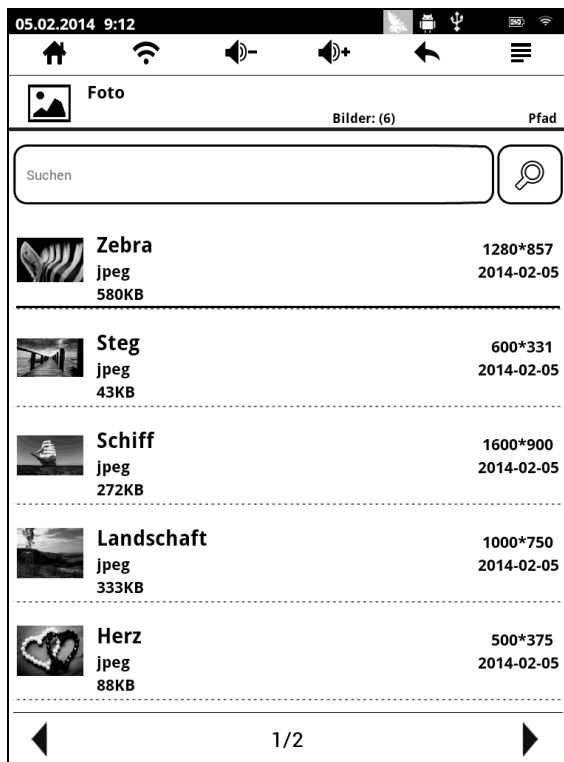 05.02.2014 9:12
Foto
Bilder: (6) Pfad
Suchen
Zebra
1280*857
jpeg
2014-02-05
580KB
Steg
600*331
jpeg
2014-02-05
43KB
Schiff
1600*900
jpeg
2014-02-05
272KB
Landschaft
1000*750
jpeg
2014-02-05
333KB
Herz
500*375
jpeg
2014-02-05
88KB
1/2